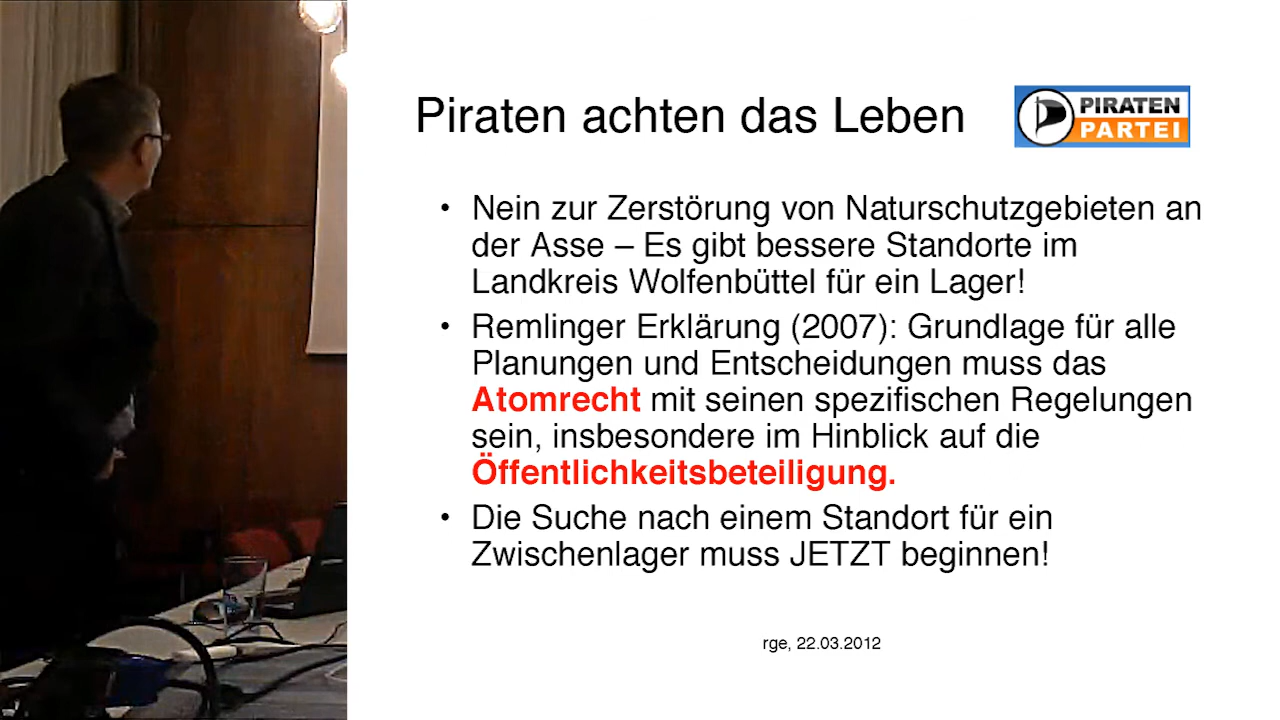 Piraten achten das Leben
PIRATEN
PARTEI
• Nein zur Zerstörung von Naturschutzgebieten an
der Asse – Es gibt bessere Standorte im
Landkreis Wolfenbüttel für ein Lager!
• Remlinger Erklärung (2007): Grundlage für alle
Planungen und Entscheidungen muss das
Atomrecht mit seinen spezifischen Regelungen
sein, insbesondere im Hinblick auf die
Öffentlichkeitsbeteiligung.
• Die Suche nach einem Standort für ein
Zwischenlager muss JETZT beginnen!
rge, 22.03.2012